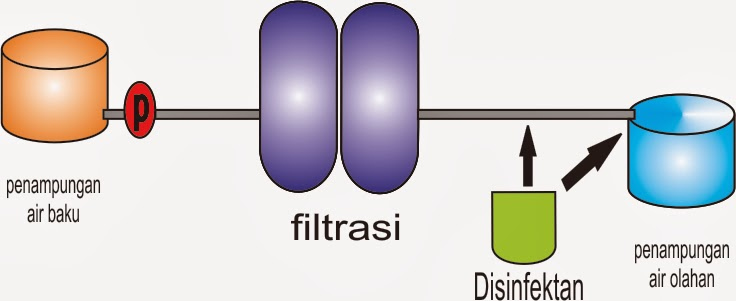 penampungan
air baku
p
filtrasi
Disinfektan
penampungan
air olahan